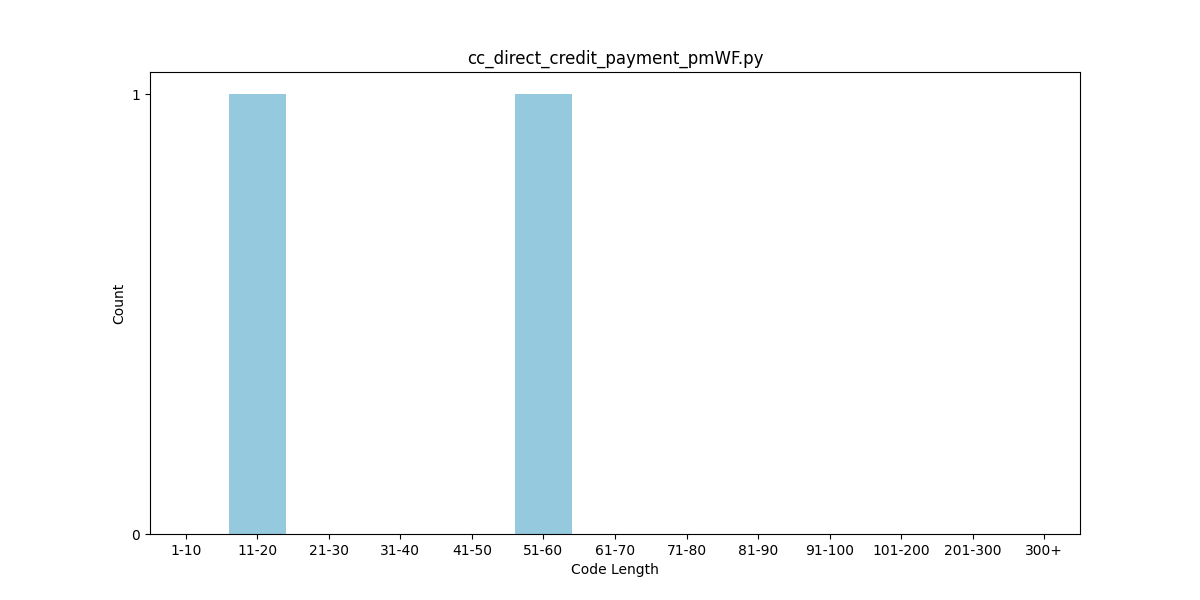 cc_direct_credit_payment_pmWF.py
1
Count
0
1-10 11-20 21-30 31-40 41-50 51-60 61-70 71-80 81-90 91-100 101-200 201-300 300+
Code Length